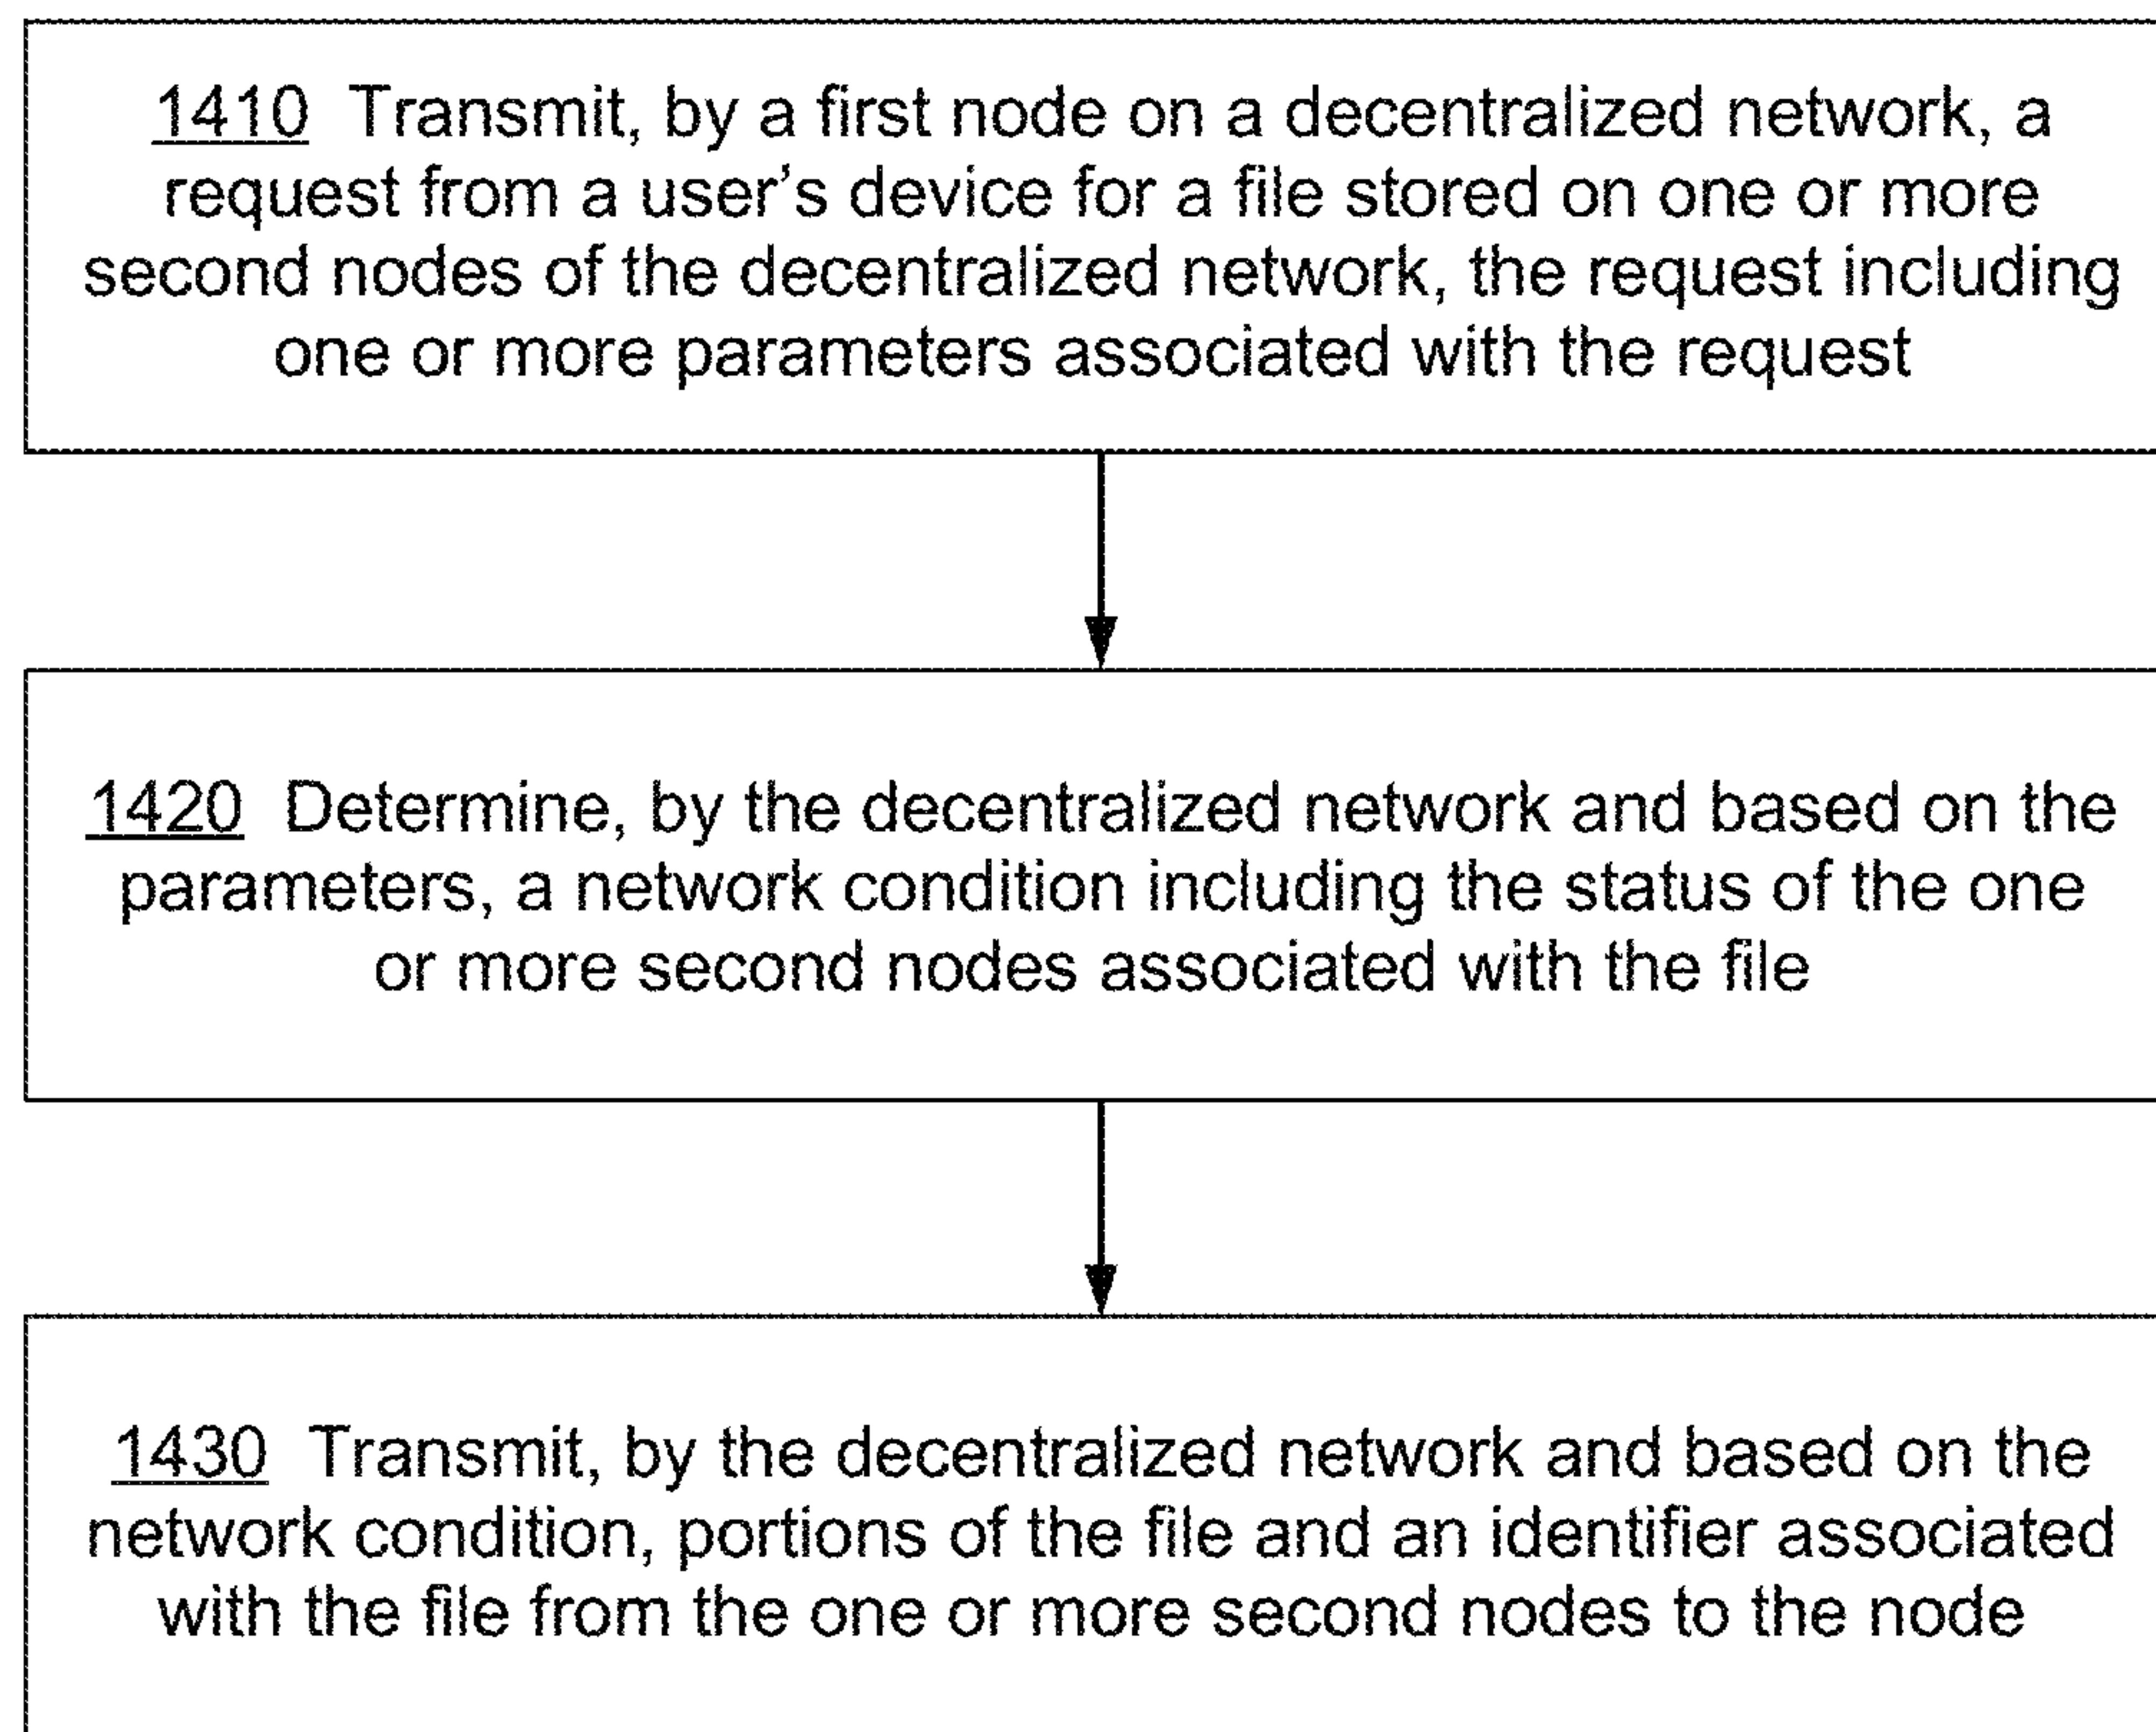 1410 Transmit, by a first node on a decentralized network, a
request from a user's device for a file stored on one or more
second nodes of the decentralized network, the request including
one or more parameters associated with the request
1420 Determine, by the decentralized network and based on the
parameters, a network condition including the status of the one
or more second nodes associated with the file
1430 Transmit, by the decentralized network and based on the
network condition, portions of the file and an identifier associated
with the file from the one or more second nodes to the node